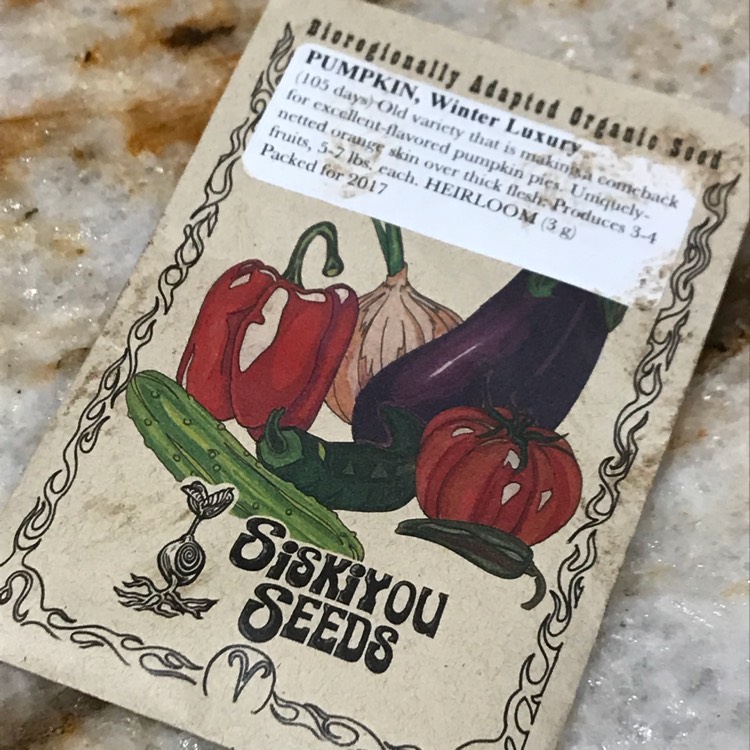 Bioregionally Adapted Organic Seed
PUMPKIN, Winter Luxury
(105 days) Old variety that is making a comeback
for excellent-flavored pumpkin pies. Uniquely-
netted orange skin over thick flesh. Produces 3-4
fruits, 5-7 lbs. each. HEIRLOOM (3 g)
Packed for 2017
SiSKiYOU
SEEDS